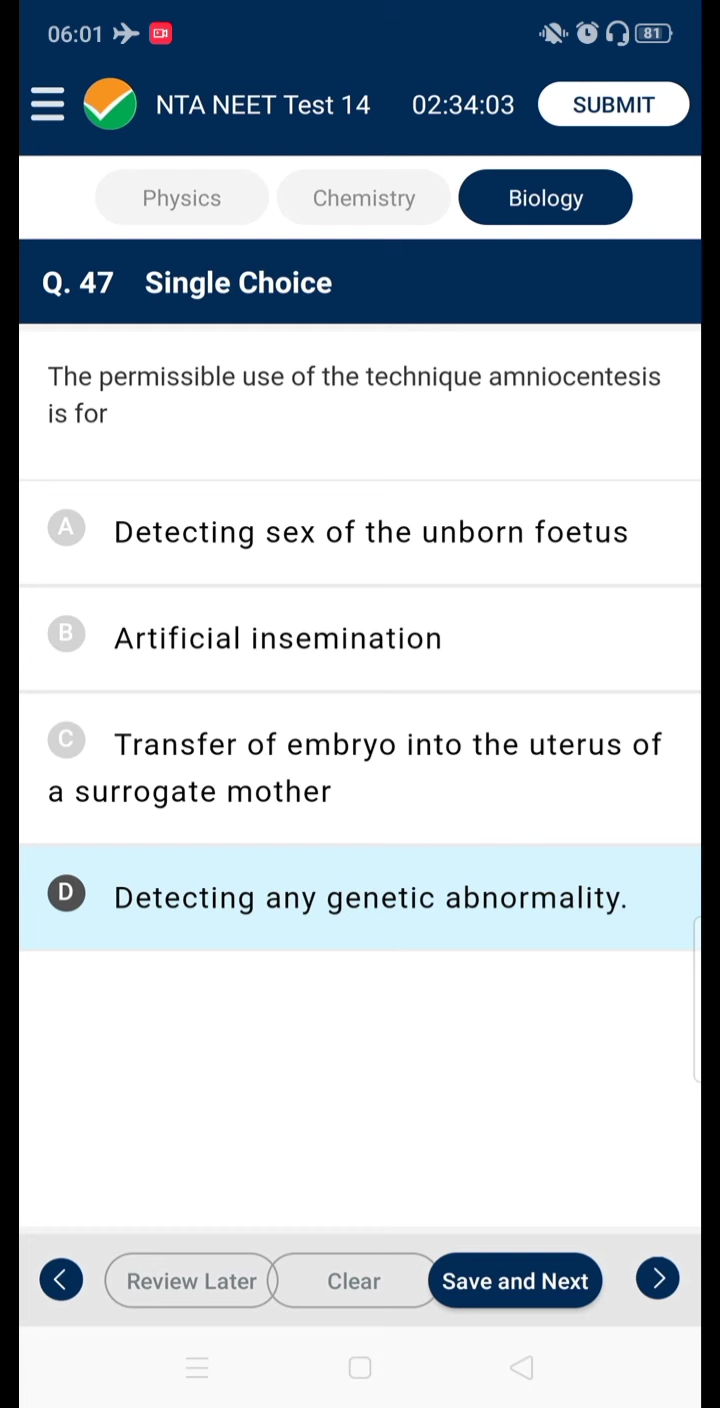 06:01 81
NTA NEET Test 14 02:34:03 SUBMIT
Physics Chemistry Biology
Q. 47 Single Choice
The permissible use of the technique amniocentesis
is for
A Detecting sex of the unborn foetus
B Artificial insemination
C Transfer of embryo into the uterus of
a surrogate mother
D Detecting any genetic abnormality.
Review Later Clear Save and Next